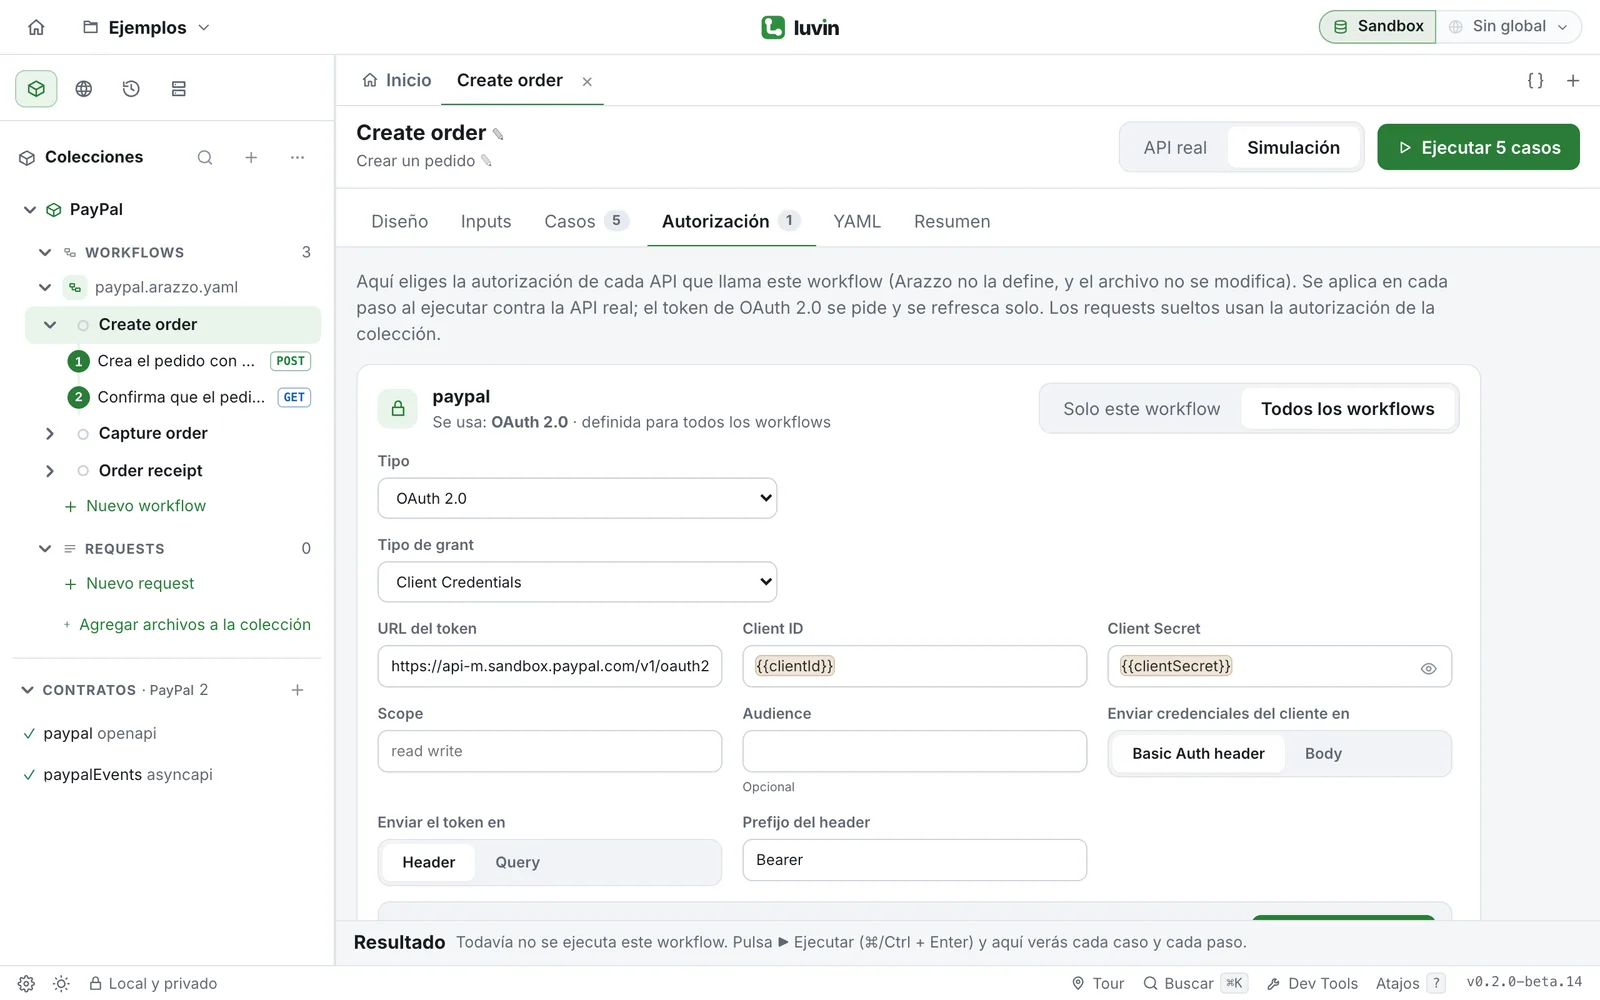 Ejemplos
luvin
Sandbox
Sin global
Inicio
Create order
Colecciones
PayPal
WORKFLOWS 3
paypal.arazzo.yaml
Create order
1 Crea el pedido con ... POST
2 Confirma que el pedi... GET
Capture order
Order receipt
+ Nuevo workflow
REQUESTS 0
+ Nuevo request
+ Agregar archivos a la colección
CONTRATOS · PayPal 2
paypal openapi
paypalEvents asyncapi
Create order
Crear un pedido
API real
Simulación
Ejecutar 5 casos
Diseño
Inputs
Casos 5
Autorización 1
YAML
Resumen
Aquí eliges la autorización de cada API que llama este workflow (Arazzo no la define, y el archivo no se modifica). Se aplica en cada
paso al ejecutar contra la API real; el token de OAuth 2.0 se pide y se refresca solo. Los requests sueltos usan la autorización de la
colección.
paypal
Se usa: OAuth 2.0 · definida para todos los workflows
Solo este workflow
Todos los workflows
Tipo
OAuth 2.0
Tipo de grant
Client Credentials
URL del token
Client ID
Client Secret
https://api-m.sandbox.paypal.com/v1/oauth2
{{clientId}}
{{clientSecret}}
Scope
Audience
Enviar credenciales del cliente en
read write
Basic Auth header
Body
Opcional
Enviar el token en
Prefijo del header
Header
Query
Bearer
Resultado Todavía no se ejecuta este workflow. Pulsa ▶ Ejecutar (⌘/Ctrl + Enter) y aquí verás cada caso y cada paso.
Local y privado
Tour
Buscar ⌘K
Dev Tools
Atajos ?
v0.2.0-beta.14